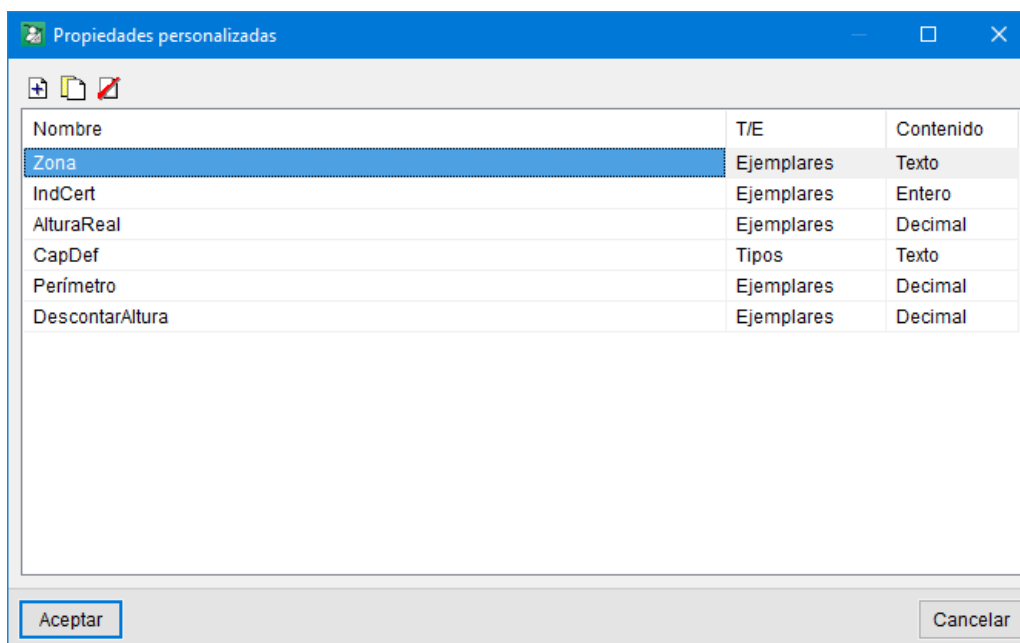 Propiedades personalizadas
Nombre T/E Contenido
Zona Ejemplares Texto
IndCert Ejemplares Entero
AlturaReal Ejemplares Decimal
CapDef Tipos Texto
Perímetro Ejemplares Decimal
DescontarAltura Ejemplares Decimal
Aceptar Cancelar